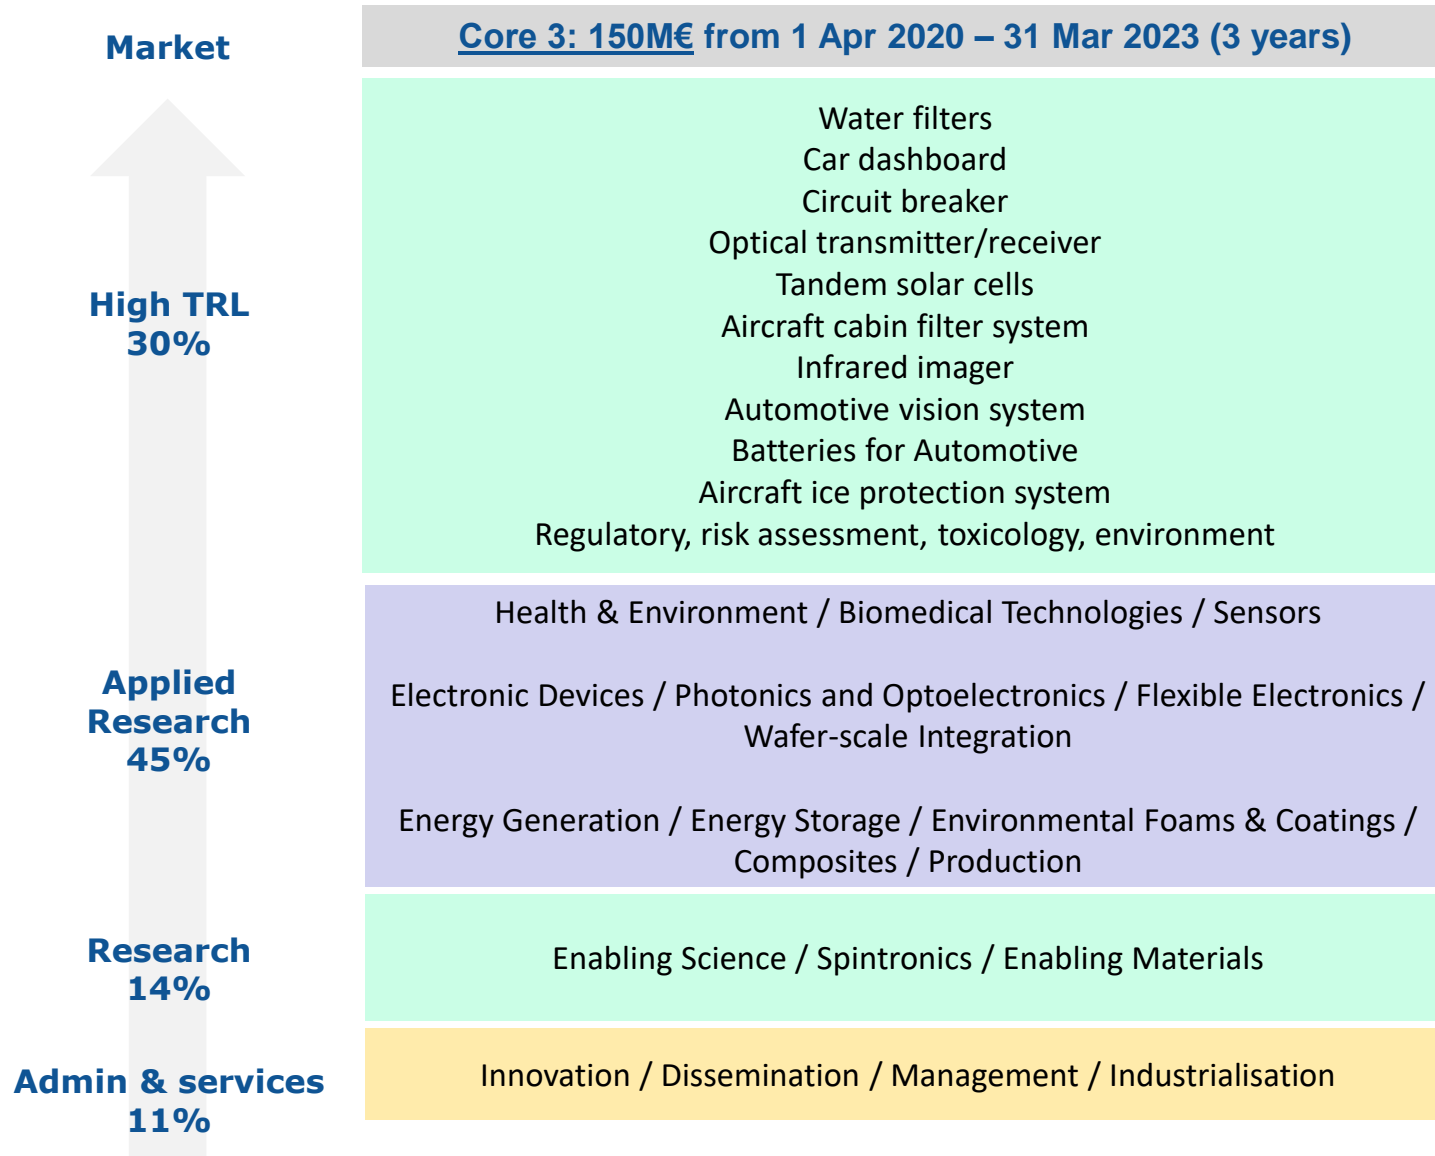 Market
Core 3: 150M€ from 1 Apr 2020 – 31 Mar 2023 (3 years)
High TRL
30%
Water filters
Car dashboard
Circuit breaker
Optical transmitter/receiver
Tandem solar cells
Aircraft cabin filter system
Infrared imager
Automotive vision system
Batteries for Automotive
Aircraft ice protection system
Regulatory, risk assessment, toxicology, environment
Applied
Research
45%
Health & Environment / Biomedical Technologies / Sensors
Electronic Devices / Photonics and Optoelectronics / Flexible Electronics /
Wafer-scale Integration
Energy Generation / Energy Storage / Environmental Foams & Coatings /
Composites / Production
Research
14%
Enabling Science / Spintronics / Enabling Materials
Admin & services
11%
Innovation / Dissemination / Management / Industrialisation